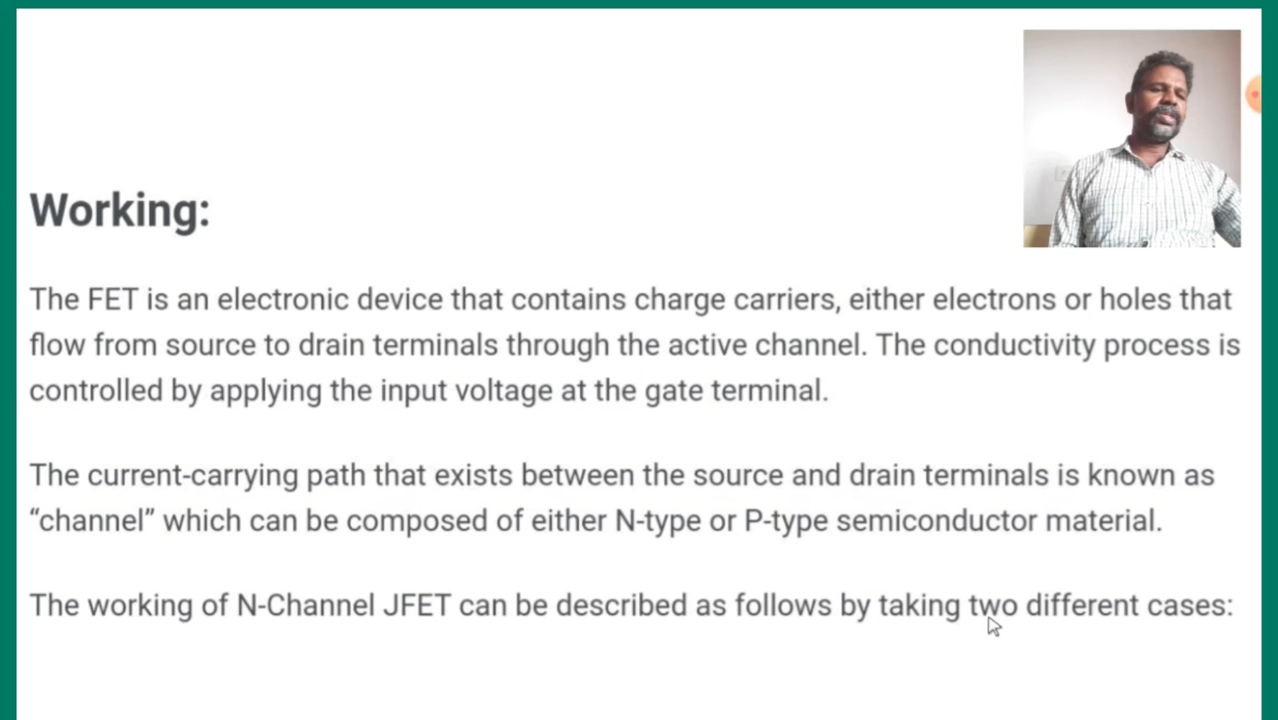 Working:
The FET is an electronic device that contains charge carriers, either electrons or holes that
flow from source to drain terminals through the active channel. The conductivity process is
controlled by applying the input voltage at the gate terminal.
The current-carrying path that exists between the source and drain terminals is known as
“channel” which can be composed of either N-type or P-type semiconductor material.
The working of N-Channel JFET can be described as follows by taking two different cases: